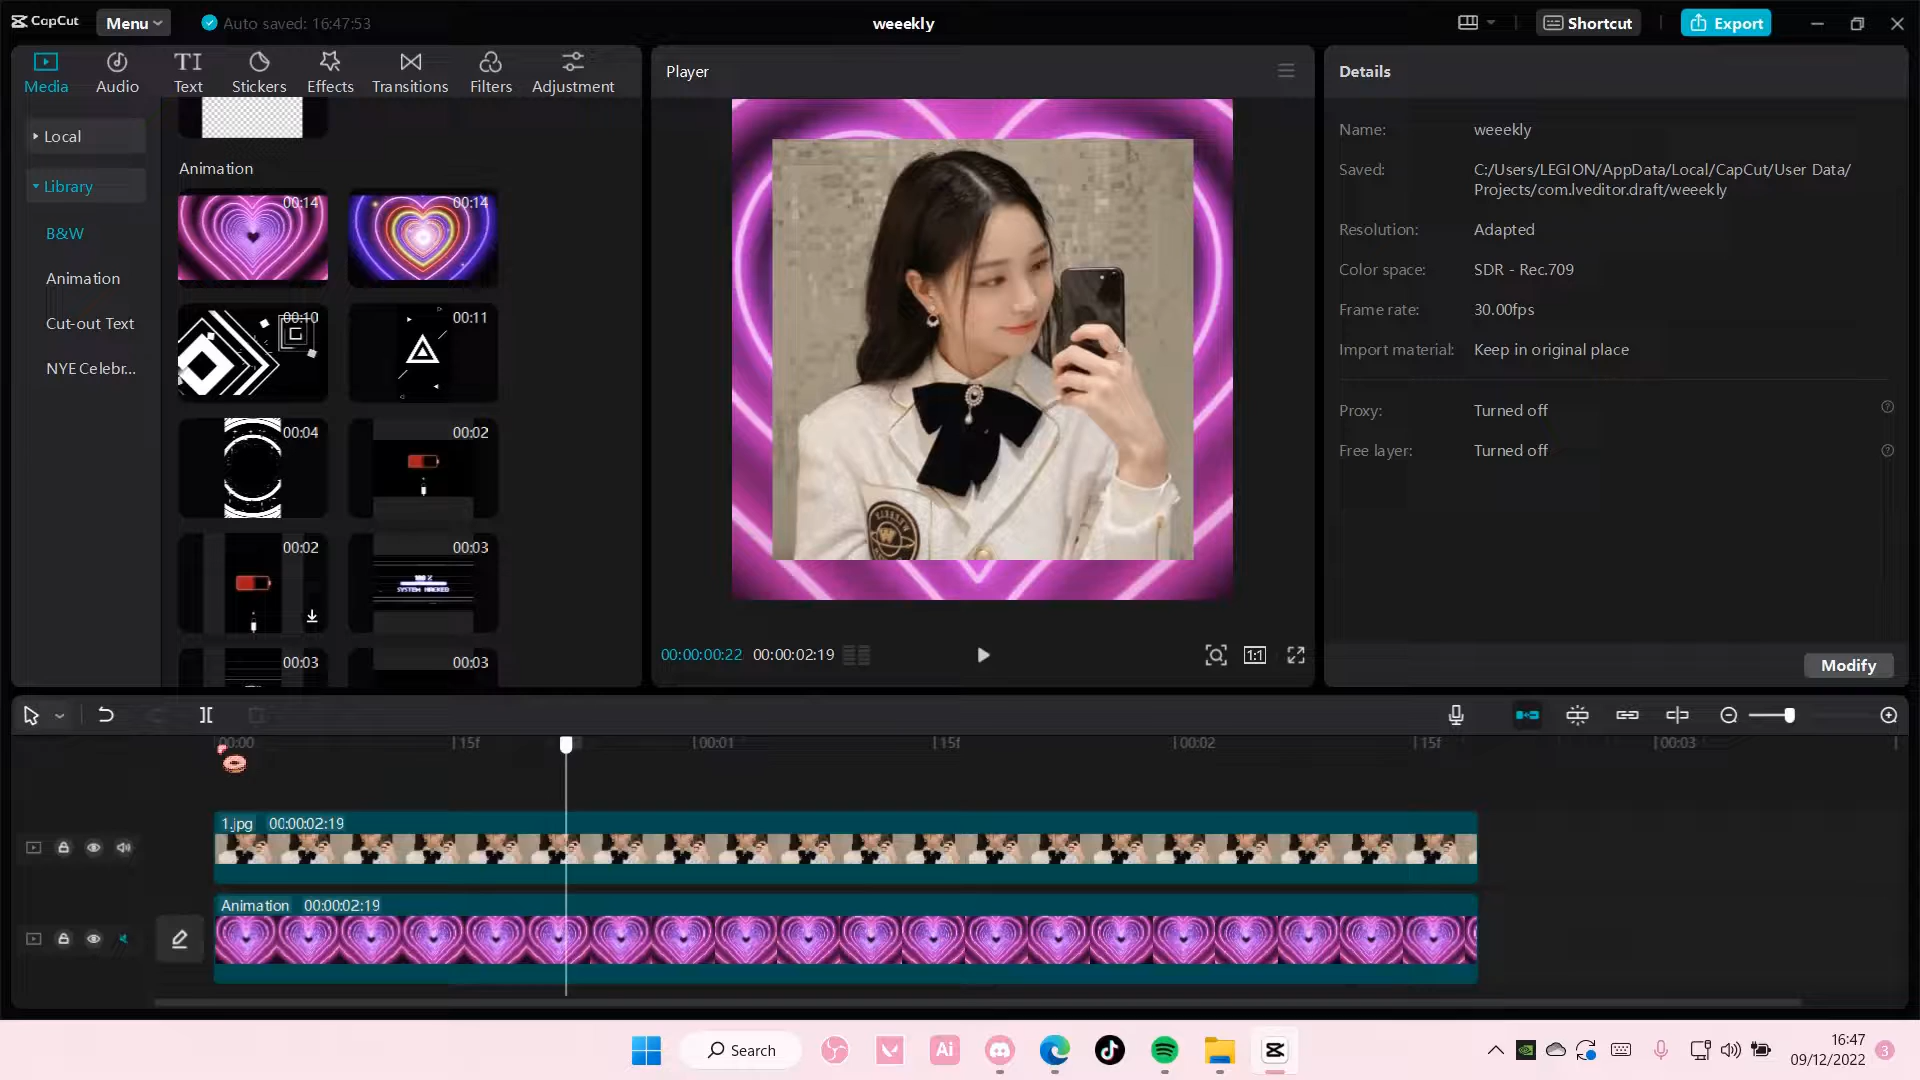 CapCut
Menu
Auto saved: 16:47:53
weeekly
Shortcut
Export
Media
Audio
TI
Text
Stickers
Effects
Transitions
Filters
Adjustment
Local
Library
B&W
Animation
Cut-out Text
NYE Celebr...
Animation
00:14
00:14
00:10
00:11
00:04
00:02
00:02
00:03
SYSTEM HACKED
00:03
00:03
Player
00:00:00:22
00:00:02:19
1:1
Details
Name: weeekly
Saved: C:/Users/LEGION/AppData/Local/CapCut/User Data/
Projects/com.lveditor.draft/weeekly
Resolution: Adapted
Color space: SDR - Rec.709
Frame rate: 30.00fps
Import material: Keep in original place
Proxy: Turned off
Free layer: Turned off
Modify
00:00
15f
00:01
15f
00:02
15f
00:03
1.jpg 00:00:02:19
Animation 00:00:02:19
Search
Ai
16:47
09/12/2022
3